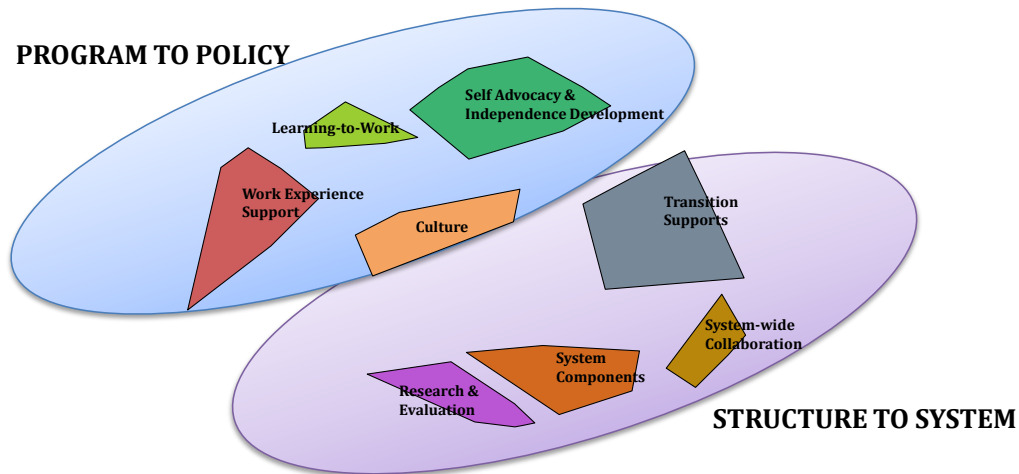 PROGRAM TO POLICY
Self Advocacy &
Independence Development
Learning-to-Work
Work Experience
Support
Culture
Transition
Supports
System-wide
Collaboration
System
Components
Research &
Evaluation
STRUCTURE TO SYSTEM